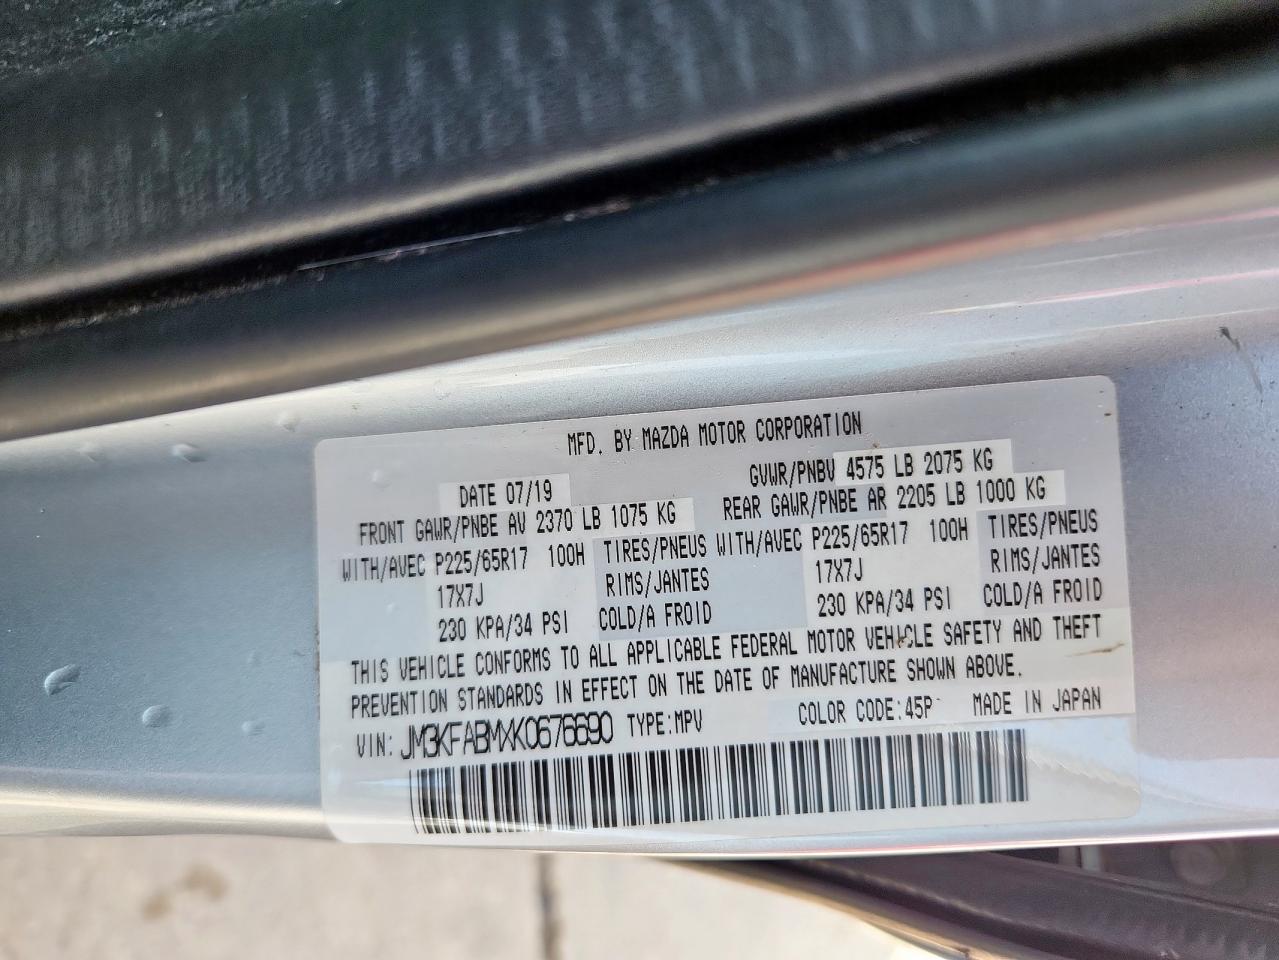 MFD. BY MAZDA MOTOR CORPORATION
DATE 07/19 GVWR/PNBV 4575 LB 2075 KG
FRONT GAWR/PNBE AV 2370 LB 1075 KG REAR GAWR/PNBE AR 2205 LB 1000 KG
WITH/AVEC P225/65R17 100H TIRES/PNEUS WITH/AVEC P225/65R17 100H TIRES/PNEUS
17X7J RIMS/JANTES 17X7J RIMS/JANTES
230 KPA/34 PSI COLD/A FROID 230 KPA/34 PSI COLD/A FROID
THIS VEHICLE CONFORMS TO ALL APPLICABLE FEDERAL MOTOR VEHICLE SAFETY AND THEFT
PREVENTION STANDARDS IN EFFECT ON THE DATE OF MANUFACTURE SHOWN ABOVE.
VIN: JM3KFABMXK0676690 TYPE:MPV COLOR CODE:45P MADE IN JAPAN